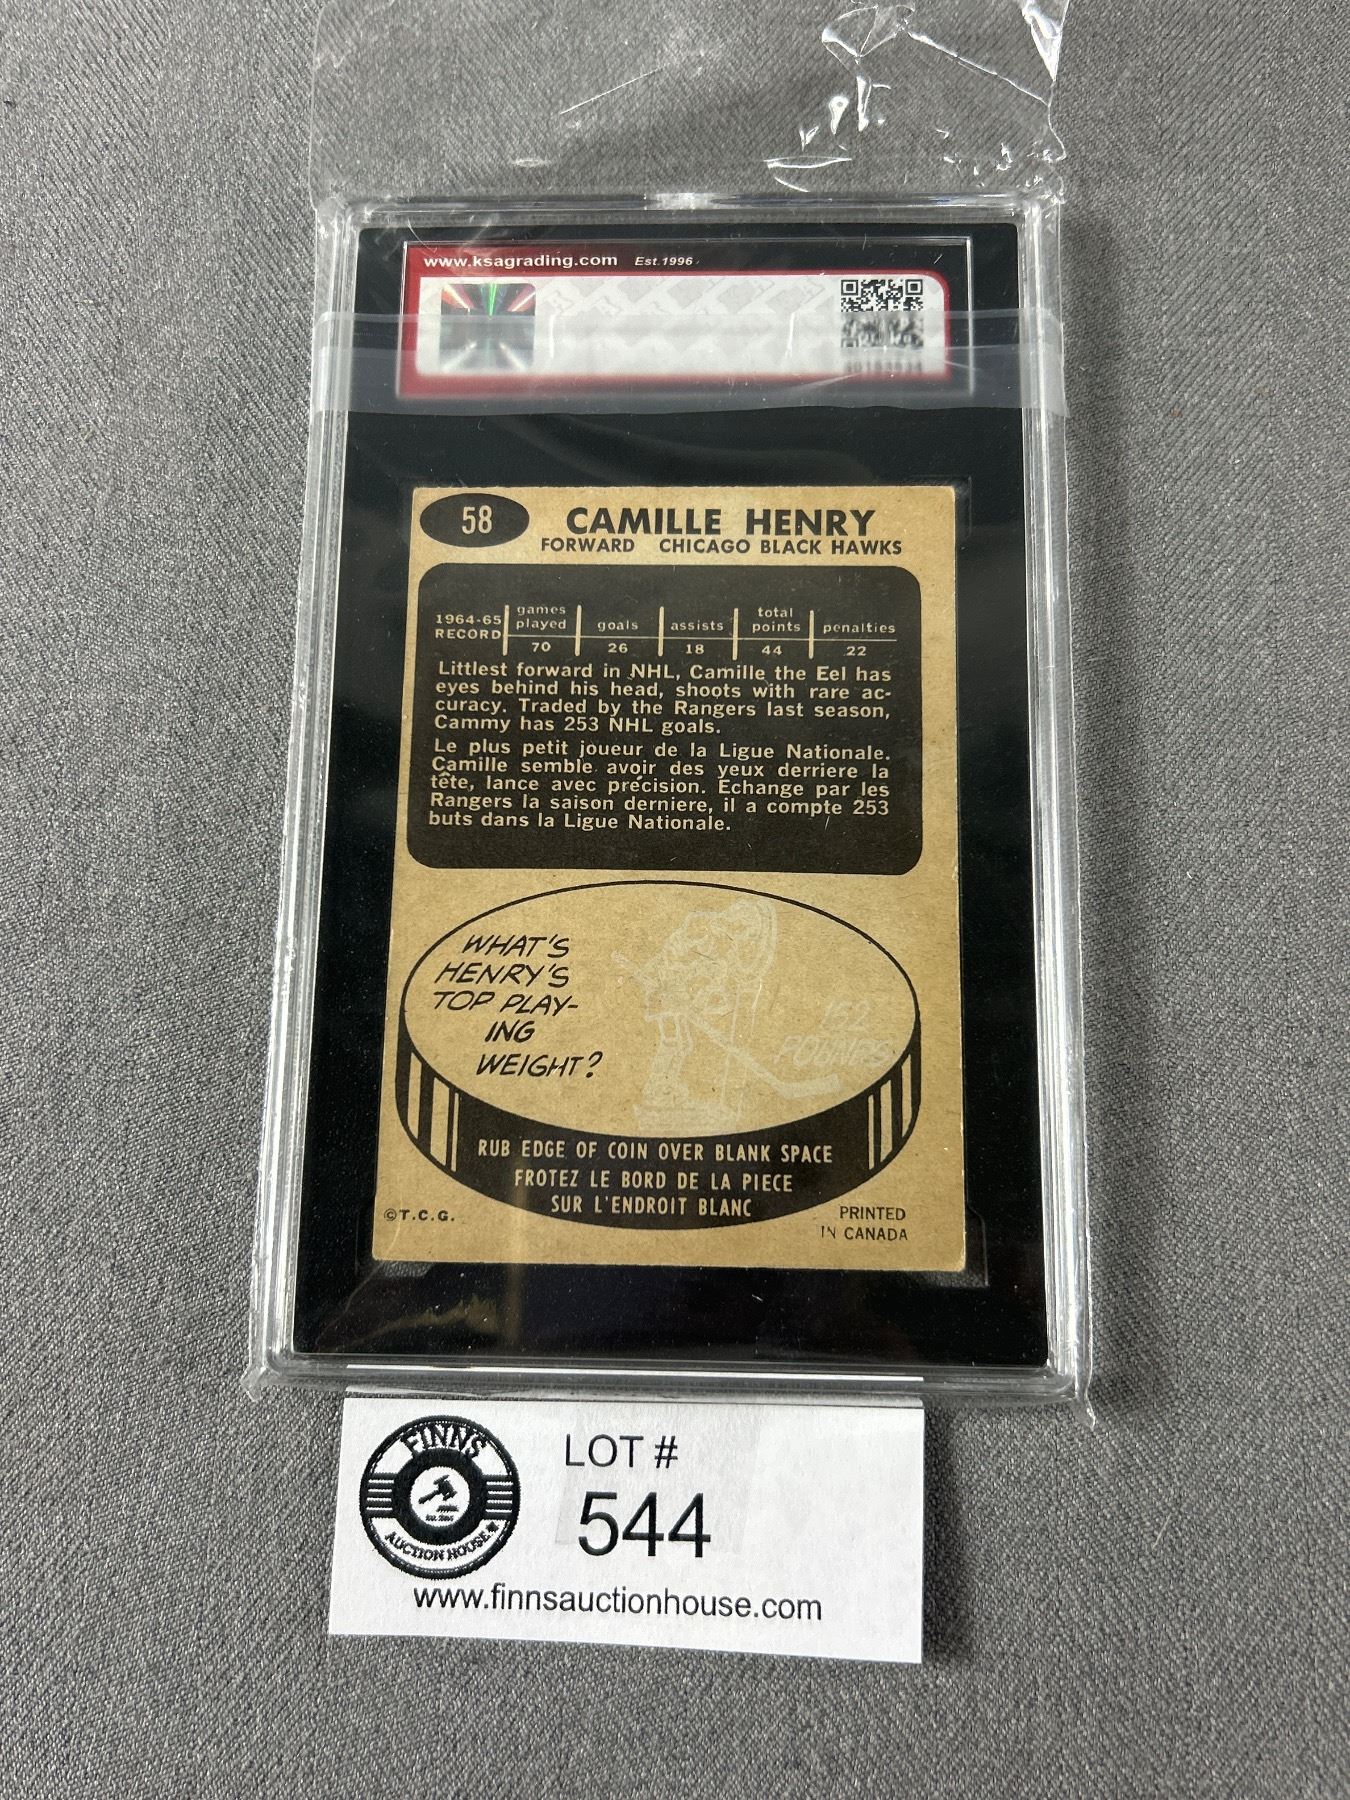 www.ksagrading.com Est.1996
58
CAMILLE HENRY
FORWARD CHICAGO BLACK HAWKS
1964-65 RECORD games played goals assists total points penalties
70 26 18 44 22
Littlest forward in NHL, Camille the Eel has
eyes behind his head, shoots with rare ac-
curacy. Traded by the Rangers last season,
Cammy has 253 NHL goals.
Le plus petit joueur de la Ligue Nationale.
Camille semble avoir des yeux derriere la
tête, lance avec précision. Echange par les
Rangers la saison derniere, il a compte 253
buts dans la Ligue Nationale.
WHAT'S
HENRY'S
TOP PLAY-
ING
WEIGHT?
152
POUNDS
RUB EDGE OF COIN OVER BLANK SPACE
FROTEZ LE BORD DE LA PIECE
SUR L'ENDROIT BLANC
©T.C.G.
PRINTED
IN CANADA
FINNS
AUCTION HOUSE
LOT #
544
www.finnsauctionhouse.com